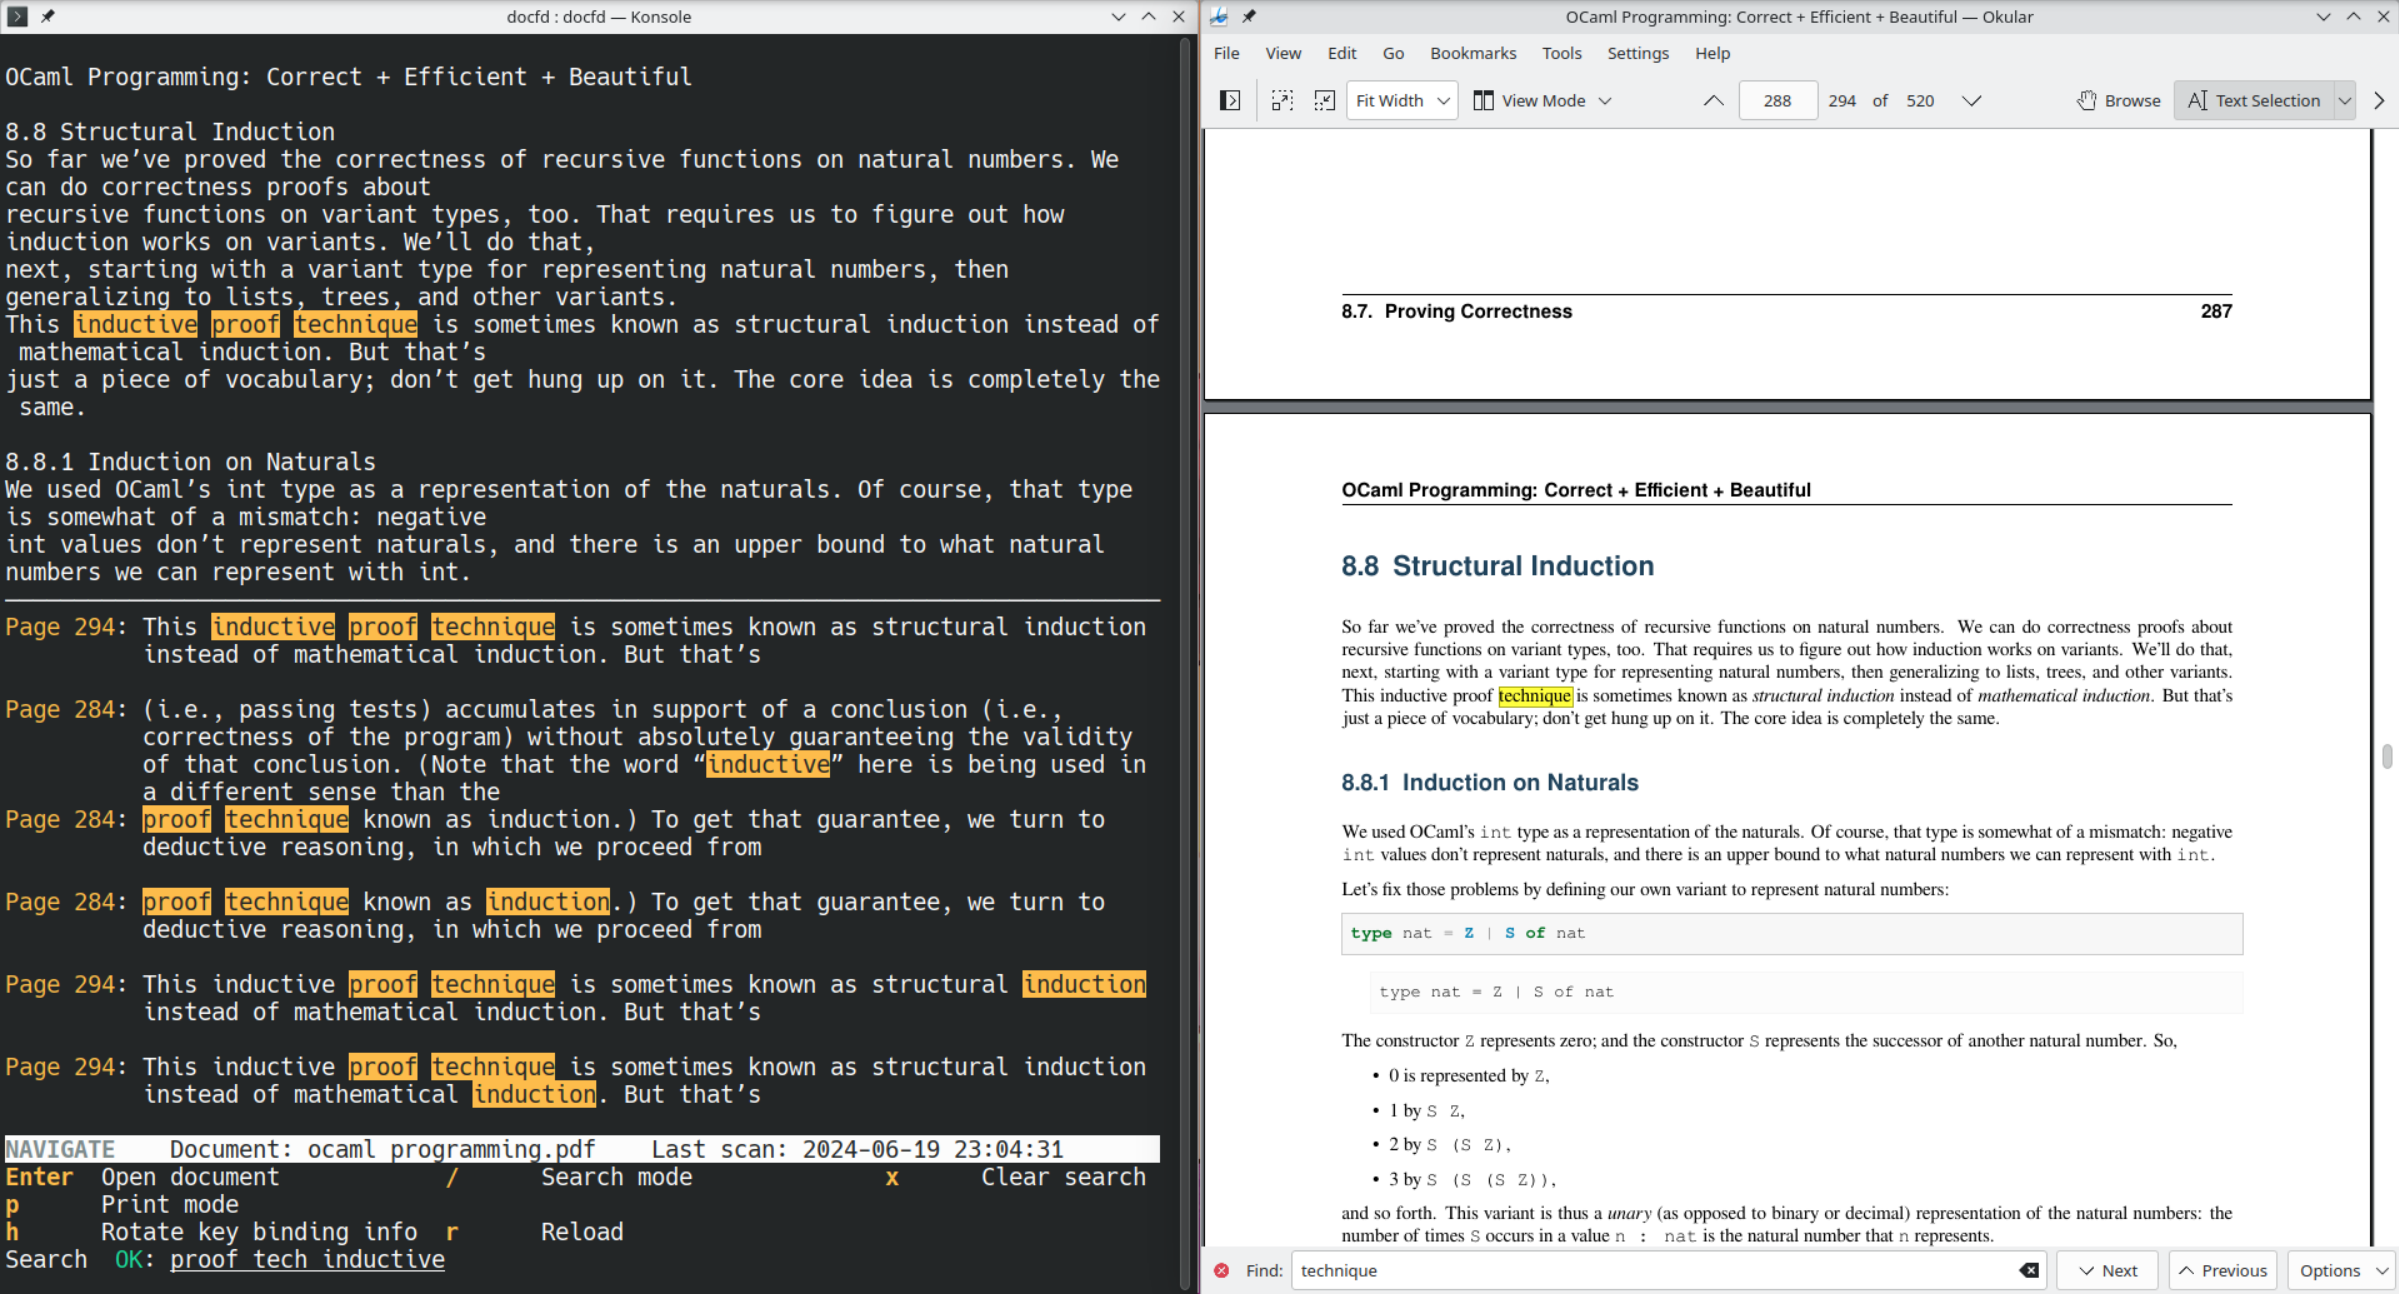 docfd : docfd — Konsole
OCaml Programming: Correct + Efficient + Beautiful
8.8 Structural Induction
So far we’ve proved the correctness of recursive functions on natural numbers. We
can do correctness proofs about
recursive functions on variant types, too. That requires us to figure out how
induction works on variants. We’ll do that,
next, starting with a variant type for representing natural numbers, then
generalizing to lists, trees, and other variants.
This inductive proof technique is sometimes known as structural induction instead of
mathematical induction. But that’s
just a piece of vocabulary; don’t get hung up on it. The core idea is completely the
same.
8.8.1 Induction on Naturals
We used OCaml’s int type as a representation of the naturals. Of course, that type
is somewhat of a mismatch: negative
int values don’t represent naturals, and there is an upper bound to what natural
numbers we can represent with int.
Page 294: This inductive proof technique is sometimes known as structural induction
instead of mathematical induction. But that’s
Page 284: (i.e., passing tests) accumulates in support of a conclusion (i.e.,
correctness of the program) without absolutely guaranteeing the validity
of that conclusion. (Note that the word “inductive” here is being used in
a different sense than the
Page 284: proof technique known as induction.) To get that guarantee, we turn to
deductive reasoning, in which we proceed from
Page 284: proof technique known as induction.) To get that guarantee, we turn to
deductive reasoning, in which we proceed from
Page 294: This inductive proof technique is sometimes known as structural induction
instead of mathematical induction. But that’s
Page 294: This inductive proof technique is sometimes known as structural induction
instead of mathematical induction. But that’s
NAVIGATE Document: ocaml programming.pdf Last scan: 2024-06-19 23:04:31
Enter Open document / Search mode x Clear search
p Print mode
h Rotate key binding info r Reload
Search OK: proof tech inductive
OCaml Programming: Correct + Efficient + Beautiful — Okular
File View Edit Go Bookmarks Tools Settings Help
Fit Width View Mode 288 294 of 520 Browse Text Selection
8.7. Proving Correctness 287
OCaml Programming: Correct + Efficient + Beautiful
8.8 Structural Induction
So far we’ve proved the correctness of recursive functions on natural numbers. We can do correctness proofs about
recursive functions on variant types, too. That requires us to figure out how induction works on variants. We’ll do that,
next, starting with a variant type for representing natural numbers, then generalizing to lists, trees, and other variants.
This inductive proof technique is sometimes known as structural induction instead of mathematical induction. But that’s
just a piece of vocabulary; don’t get hung up on it. The core idea is completely the same.
8.8.1 Induction on Naturals
We used OCaml’s int type as a representation of the naturals. Of course, that type is somewhat of a mismatch: negative
int values don’t represent naturals, and there is an upper bound to what natural numbers we can represent with int.
Let’s fix those problems by defining our own variant to represent natural numbers:
type nat = Z | S of nat
type nat = Z | S of nat
The constructor Z represents zero; and the constructor S represents the successor of another natural number. So,
• 0 is represented by Z,
• 1 by S Z,
• 2 by S (S Z),
• 3 by S (S (S Z)),
and so forth. This variant is thus a unary (as opposed to binary or decimal) representation of the natural numbers: the
number of times S occurs in a value n : nat is the natural number that n represents.
Find: technique Next Previous Options